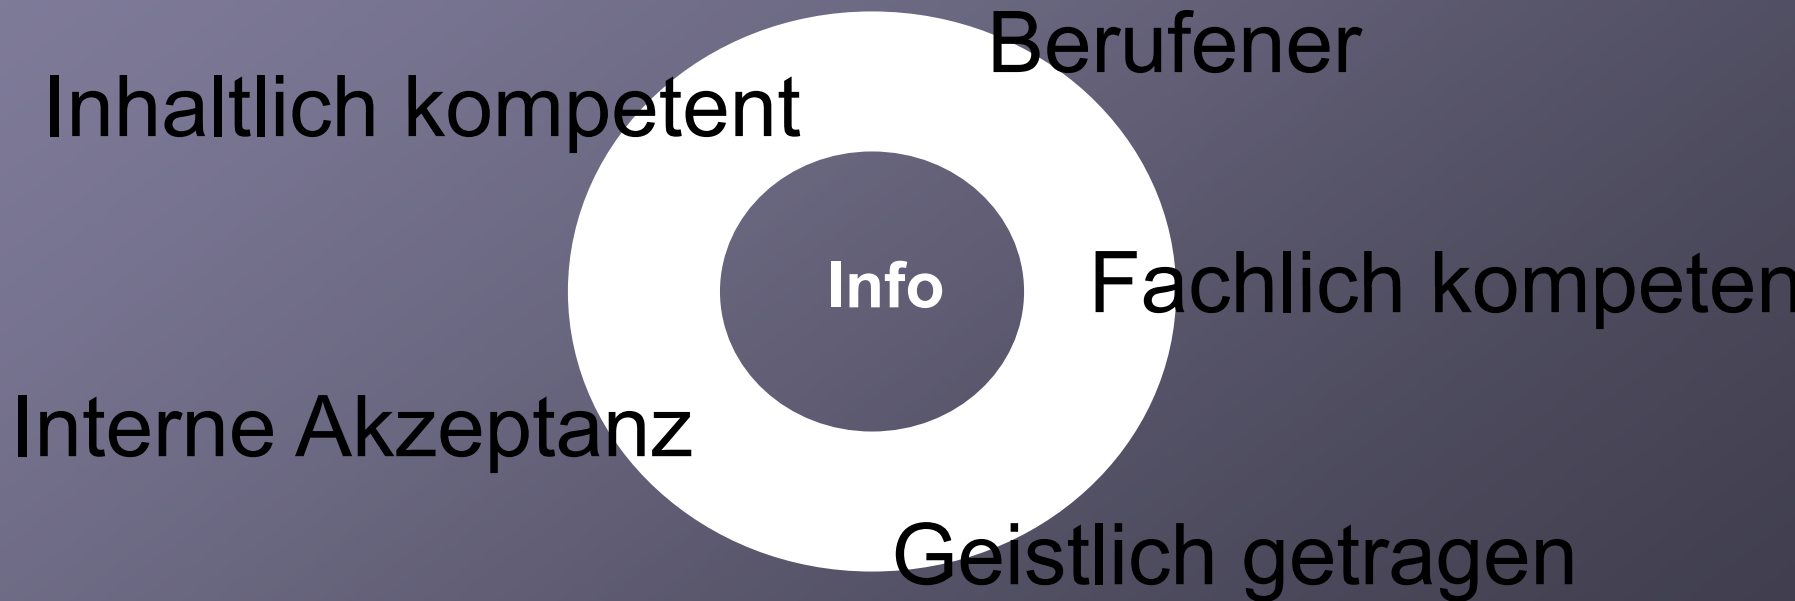 Berufener
Inhaltlich kompetent
Info
Fachlich kompeten
Interne Akzeptanz
Geistlich getragen